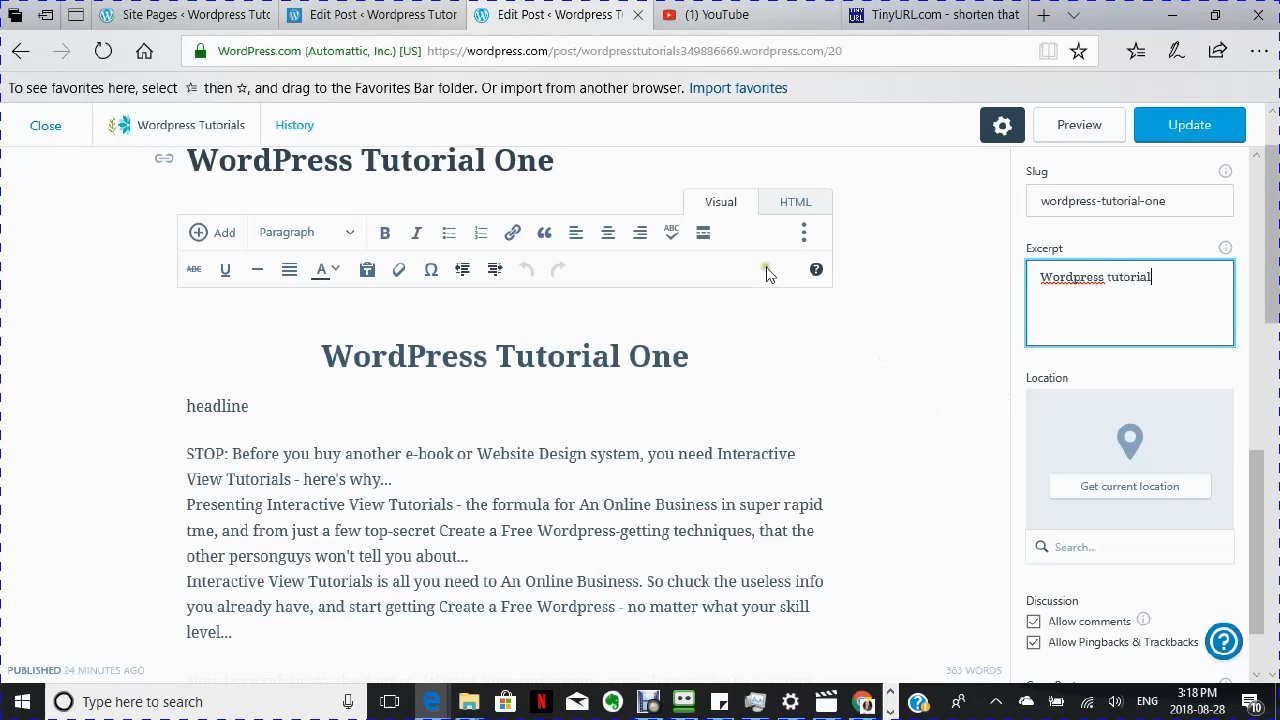 Site Pages ‹ Wordpress Tuto
Edit Post ‹ Wordpress Tutor
Edit Post ‹ Wordpress T
(1) YouTube
TinyURL.com - shorten that
WordPress.com (Automattic, Inc.) [US]
https://wordpress.com/post/wordpresstutorials349886669.wordpress.com/20
To see favorites here, select ☆ then ☆, and drag to the Favorites Bar folder. Or import from another browser. Import favorites
Close
Wordpress Tutorials
History
Preview
Update
WordPress Tutorial One
Visual
HTML
Add
Paragraph
B
I
ABC
ABC
U
A
Ω
?
WordPress Tutorial One
headline
STOP: Before you buy another e-book or Website Design system, you need Interactive
View Tutorials - here's why...
Presenting Interactive View Tutorials - the formula for An Online Business in super rapid
tme, and from just a few top-secret Create a Free Wordpress-getting techniques, that the
other personguys won't tell you about...
Interactive View Tutorials is all you need to An Online Business. So chuck the useless info
you already have, and start getting Create a Free Wordpress - no matter what your skill
level...
PUBLISHED 24 MINUTES AGO
383 WORDS
Slug
wordpress-tutorial-one
Excerpt
Wordpress tutorial
Location
Get current location
Search...
Discussion
Allow comments
Allow Pingbacks & Trackbacks
Type here to search
ENG
3:18 PM
2018-08-28
10